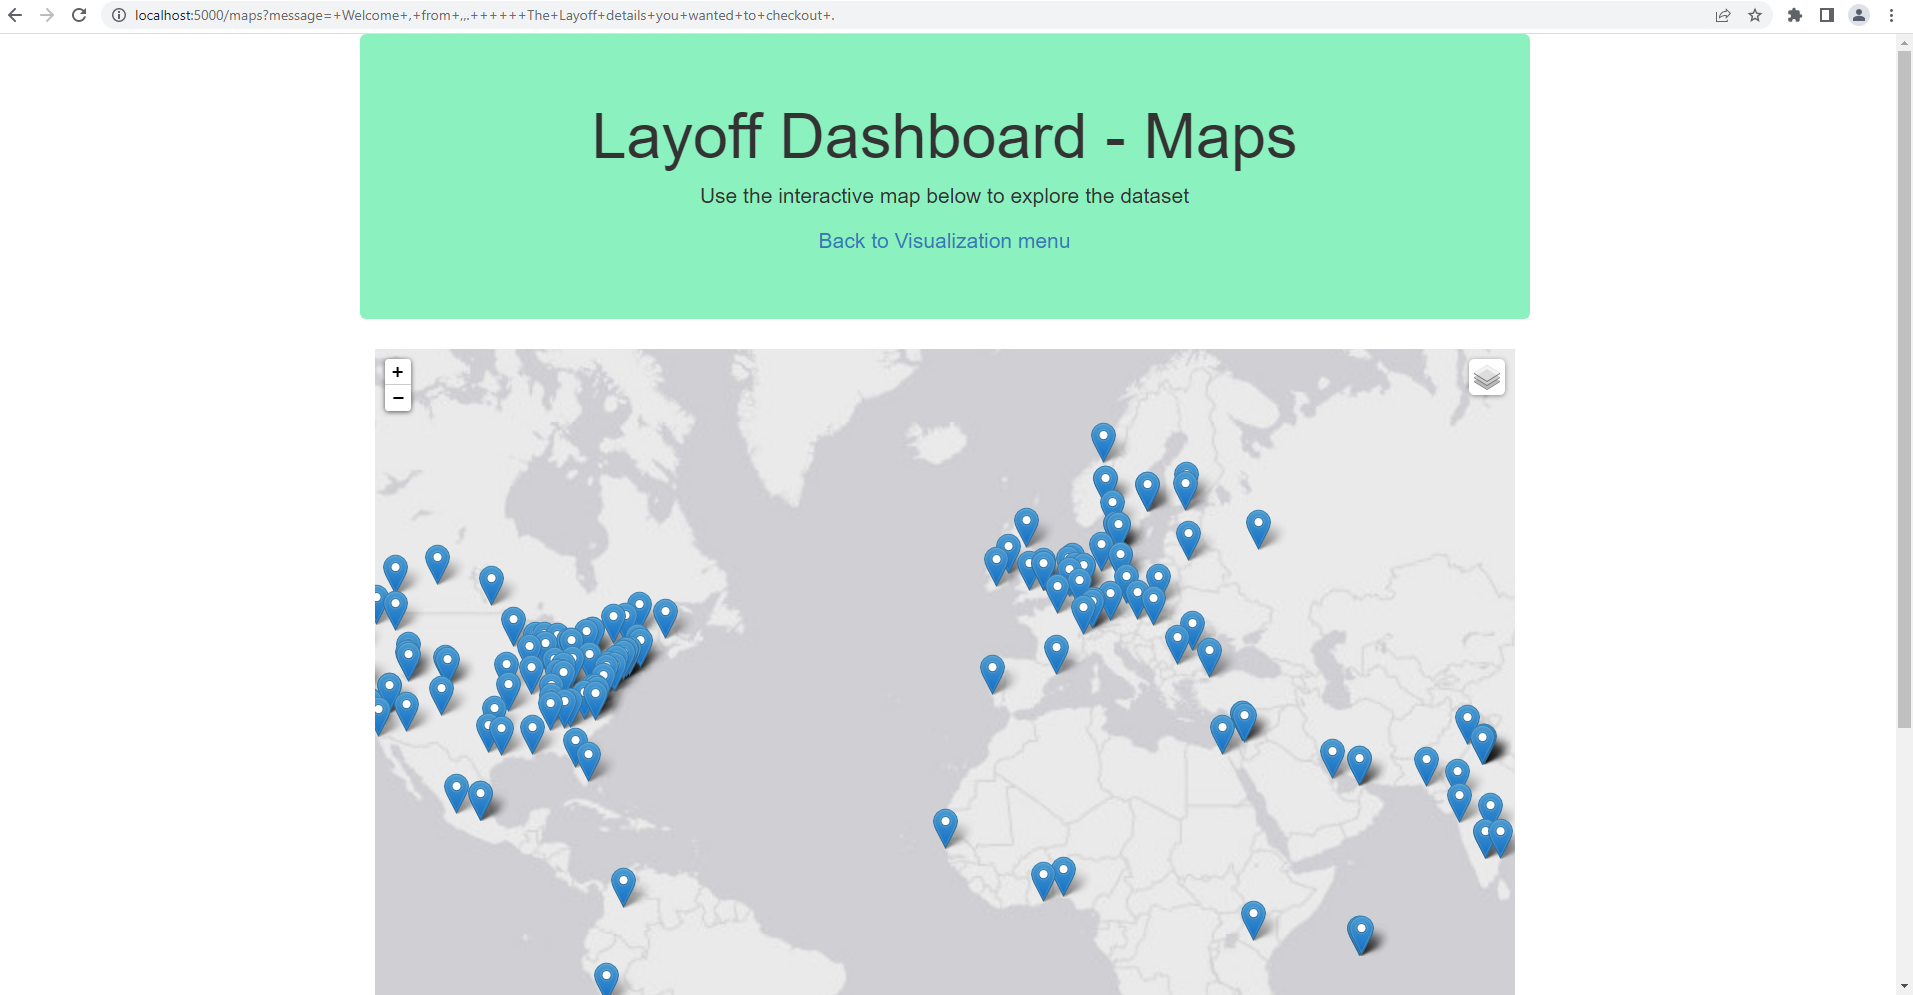 localhost:5000/maps?message=+Welcome+,+from+,,.++++++The+Layoff+details+you+wanted+to+checkout+.
Layoff Dashboard - Maps
Use the interactive map below to explore the dataset
Back to Visualization menu
+
−